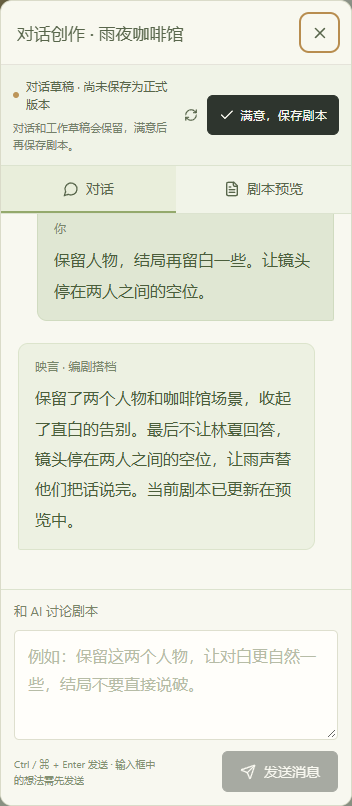 对话创作 · 雨夜咖啡馆
对话草稿 · 尚未保存为正式
版本
对话和工作草稿会保留，满意后
再保存剧本。
满意，保存剧本
对话
剧本预览
你
保留人物，结局再留白一些。让镜头
停在两人之间的空位。
映言 · 编剧搭档
保留了两个人物和咖啡馆场景，收起
了直白的告别。最后不让林夏回答，
镜头停在两人之间的空位，让雨声替
他们把话说完。当前剧本已更新在预
览中。
和 AI 讨论剧本
例如：保留这两个人物，让对白更自然一
些，结局不要直接说破。
Ctrl / ⌘ + Enter 发送 · 输入框中
的想法需先发送
发送消息